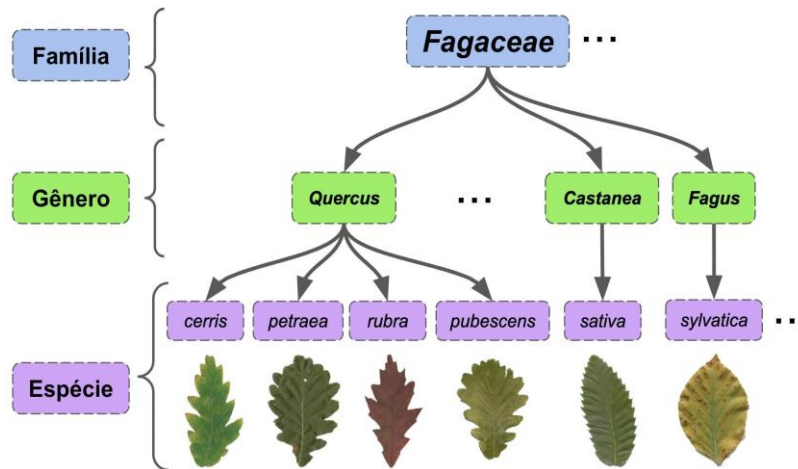 Família
Fagaceae ...
Gênero
Quercus ... Castanea Fagus
Espécie
cerris petraea rubra pubescens sativa sylvatica ..